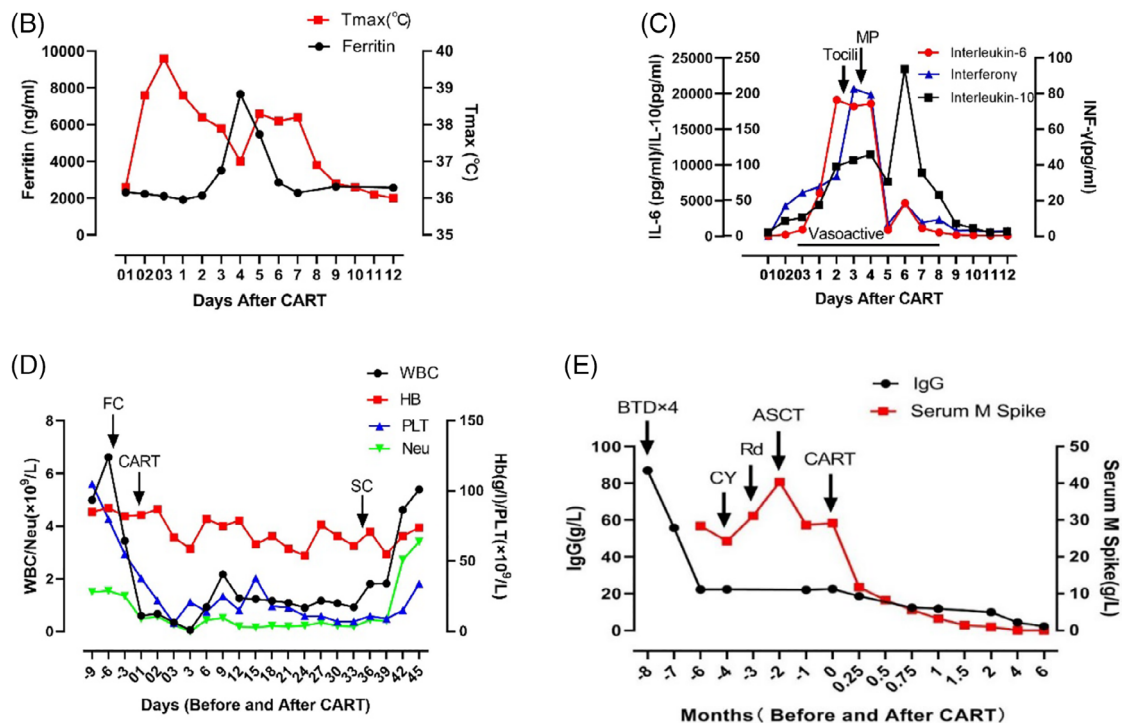 (B)
Tmax(°C)
Ferritin
10000 40
8000 39
6000 38
4000 37
2000 36
0 35
Ferritin (ng/ml)
Tmax (°C)
01 02 03 1 2 3 4 5 6 7 8 9 10 11 12
Days After CART
(C)
MP
Tocili
Interleukin-6
Interferonγ
Interleukin-10
25000 250 100
20000 200 80
15000 150 60
10000 100 40
5000 50 20
0 0 0
IL-6 (pg/ml)/IL-10(pg/ml)
INF-γ(pg/ml)
Vasoactive
01 02 03 1 2 3 4 5 6 7 8 9 10 11 12
Days After CART
(D)
WBC
HB
PLT
Neu
FC
CART
SC
8 150
6 100
4 50
2 0
0
WBC/Neu(×10⁹/L)
Hb(g/l)/PLT(×10⁹/L)
-9 -6 -3 01 02 03 3 6 9 12 15 18 21 24 27 30 33 36 39 42 45
Days (Before and After CART)
(E)
IgG
Serum M Spike
BTD×4
CY
Rd
ASCT
CART
100 50
80 40
60 30
40 20
20 10
0 0
IgG(g/L)
Serum M Spike(g/L)
-8 -7 -6 -4 -3 -2 -1 0 0.25 0.5 0.75 1 1.5 2 4 6
Months( Before and After CART)